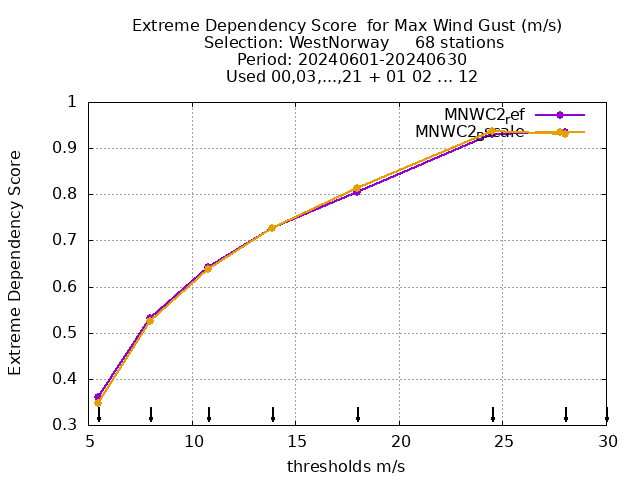 Extreme Dependency Score  for Max Wind Gust (m/s)
Selection: WestNorway     68 stations
Period: 20240601-20240630
Used 00,03,...,21 + 01 02 ... 12
MNWC2ref
MNWC2pscale
Extreme Dependency Score
1
0.9
0.8
0.7
0.6
0.5
0.4
0.3
5 10 15 20 25 30
thresholds m/s